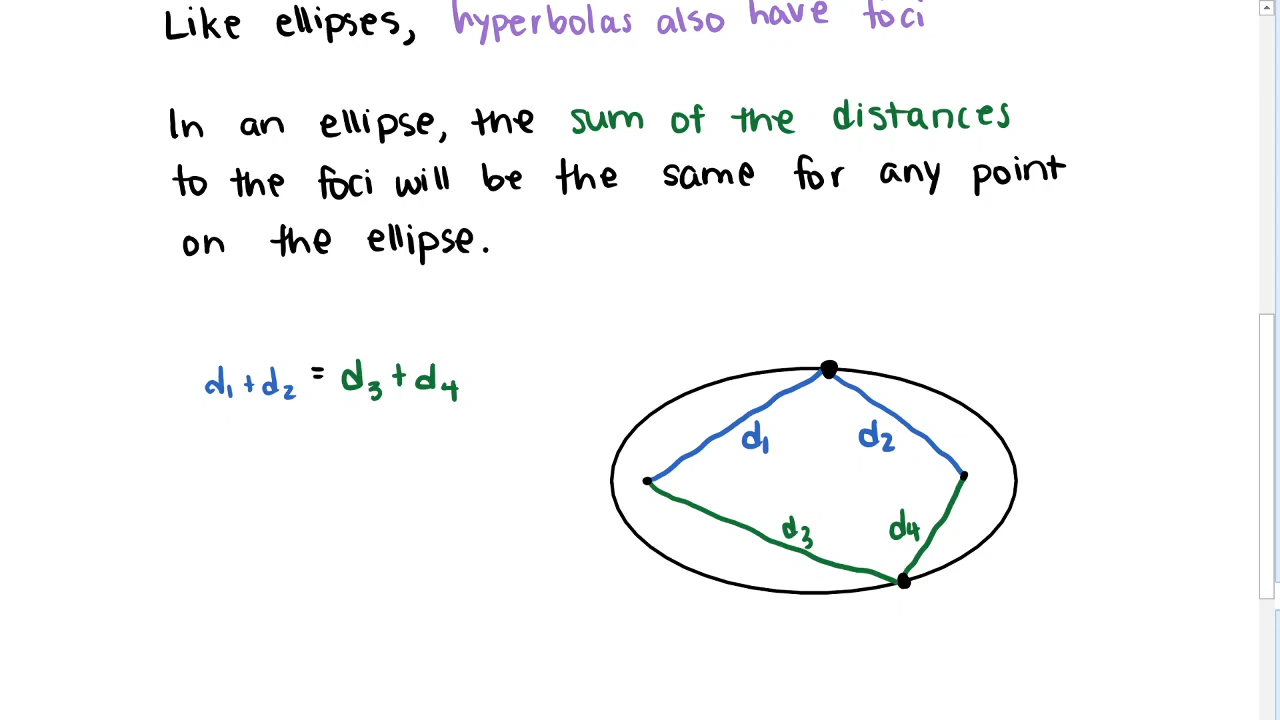 Like ellipses, hyperbolas also have foci
In an ellipse, the sum of the distances
to the foci will be the same for any point
on the ellipse.
d₁ + d₂ = d₃ + d₄
d₁
d₂
d₃
d₄